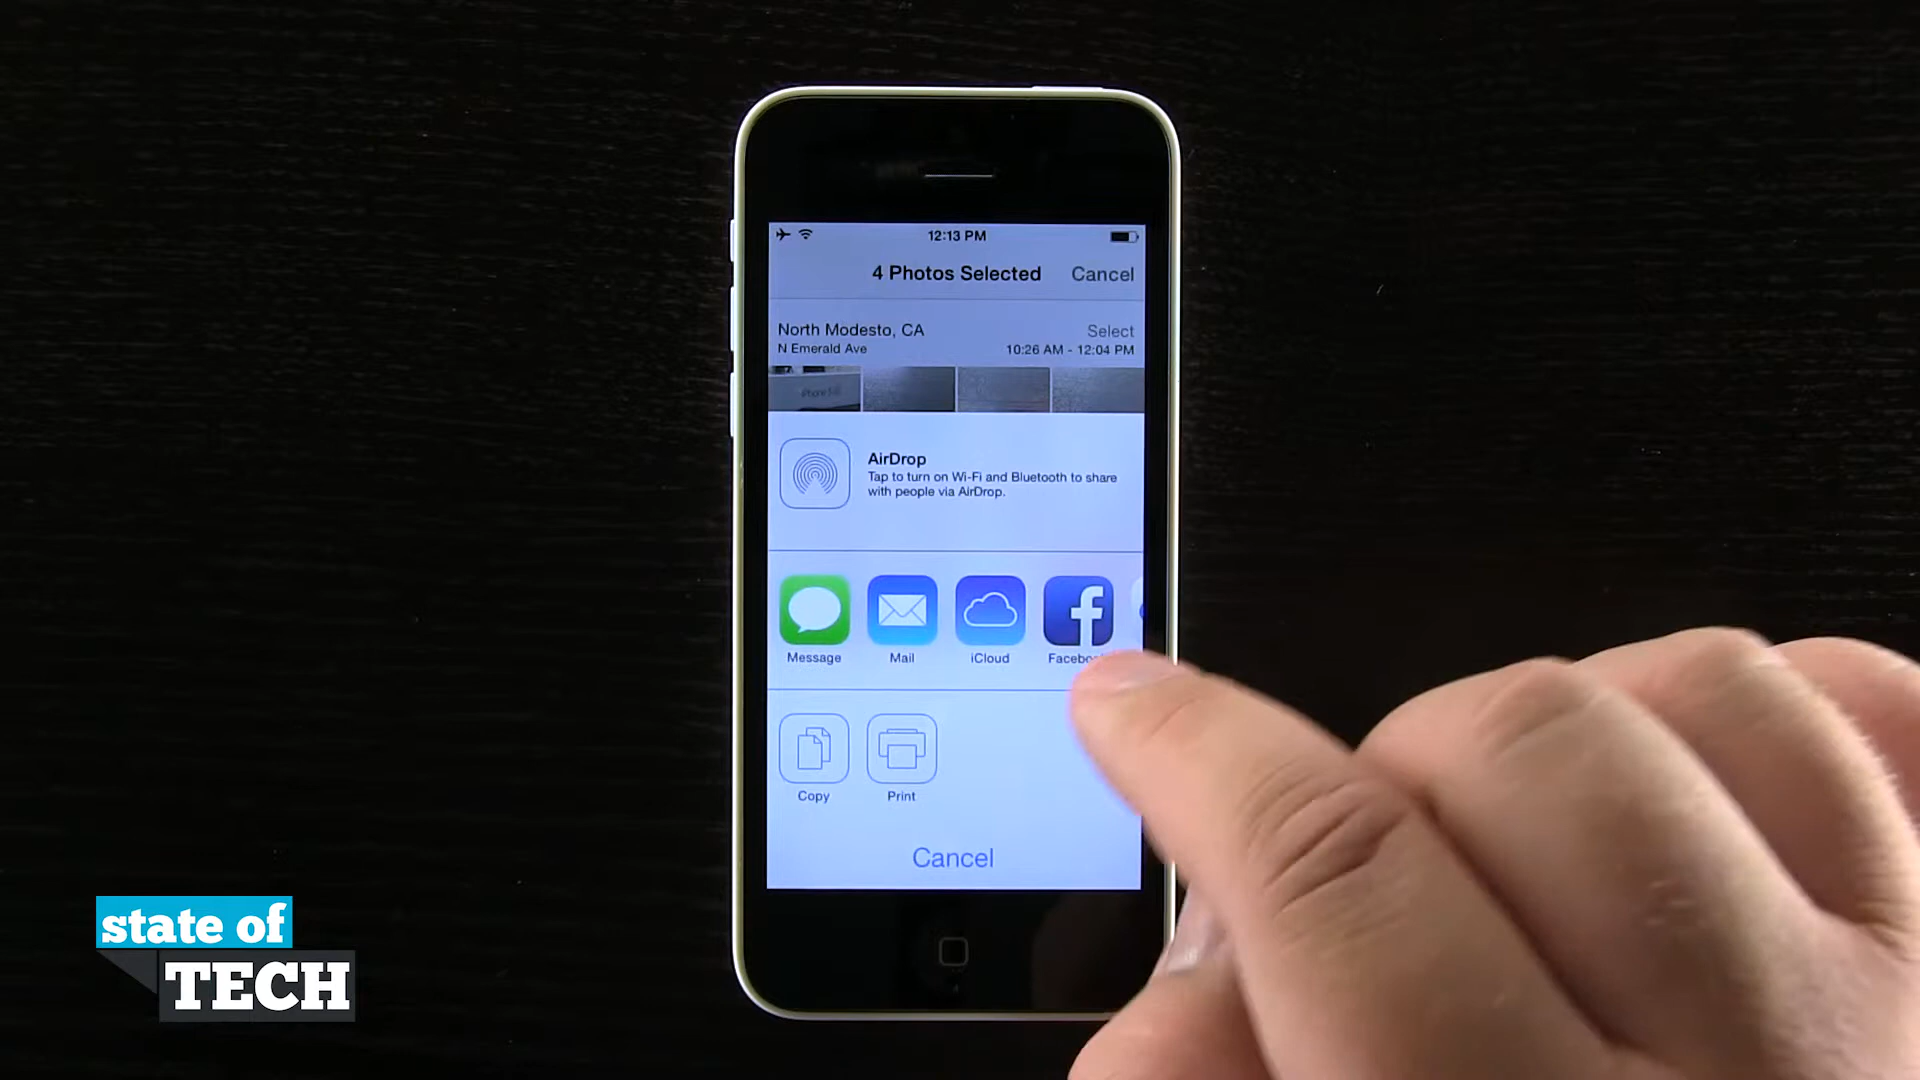 12:13 PM
4 Photos Selected Cancel
North Modesto, CA Select
N Emerald Ave 10:26 AM - 12:04 PM
AirDrop
Tap to turn on Wi-Fi and Bluetooth to share
with people via AirDrop.
Message Mail iCloud
Copy Print
Cancel
state of
TECH